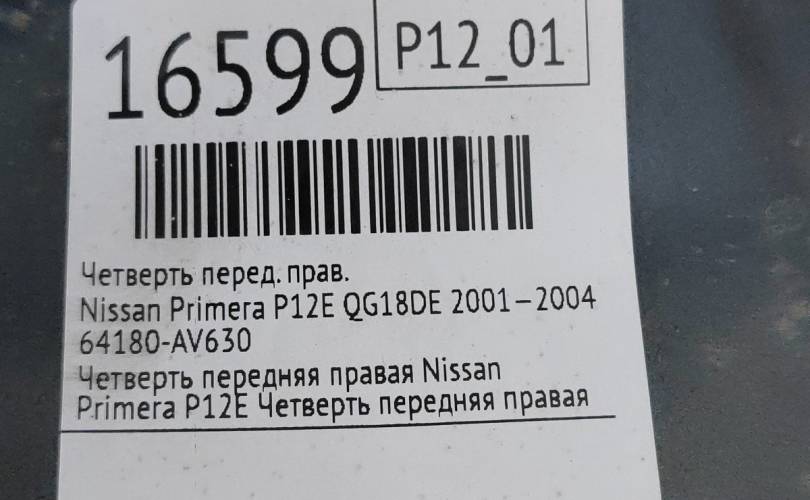 16599
P12_01
Четверть перед. прав.
Nissan Primera P12E QG18DE 2001–2004
64180-AV630
Четверть передняя правая Nissan
Primera P12E Четверть передняя правая